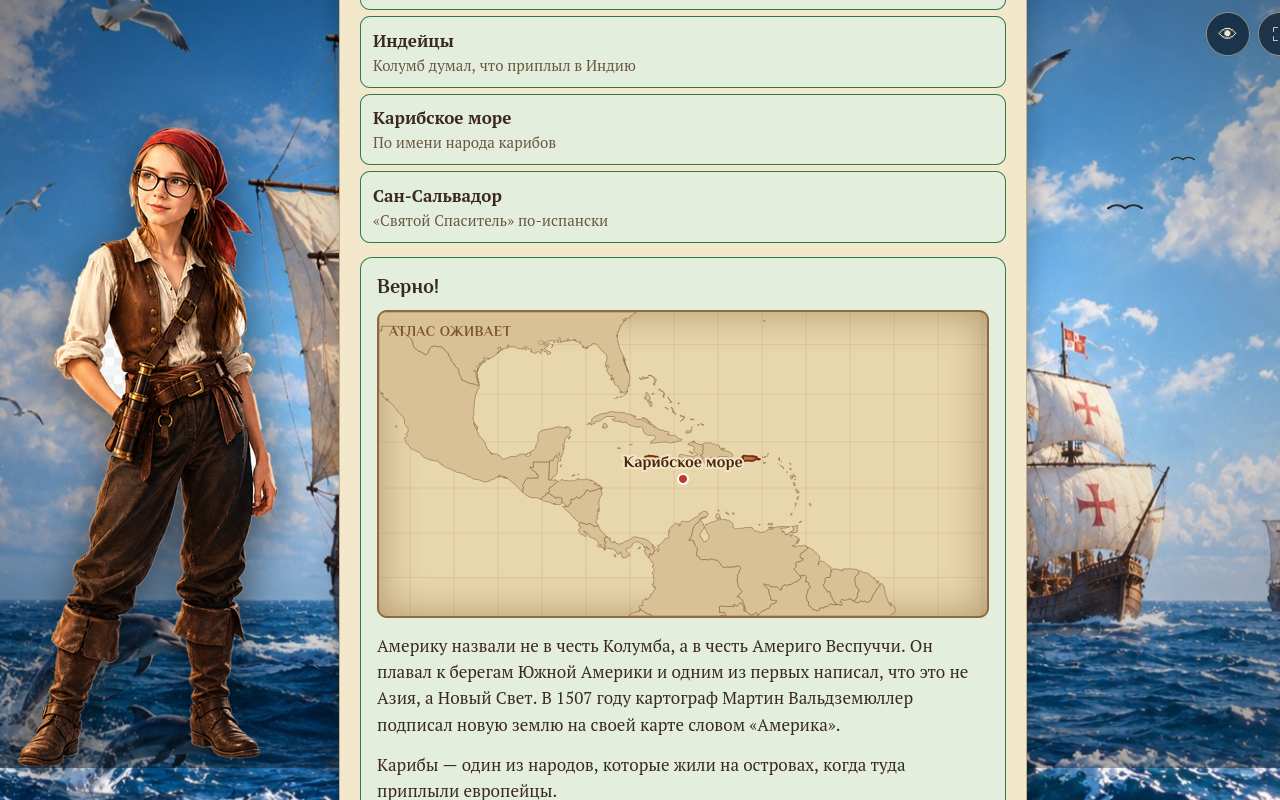 Индейцы
Колумб думал, что приплыл в Индию
Карибское море
По имени народа карибов
Сан-Сальвадор
«Святой Спаситель» по-испански
Верно!
АТЛАС ОЖИВАЕТ
Карибское море
Америку назвали не в честь Колумба, а в честь Америго Веспуччи. Он
плавал к берегам Южной Америки и одним из первых написал, что это не
Азия, а Новый Свет. В 1507 году картограф Мартин Вальдземюллер
подписал новую землю на своей карте словом «Америка».
Карибы — один из народов, которые жили на островах, когда туда
приплыли европейцы.